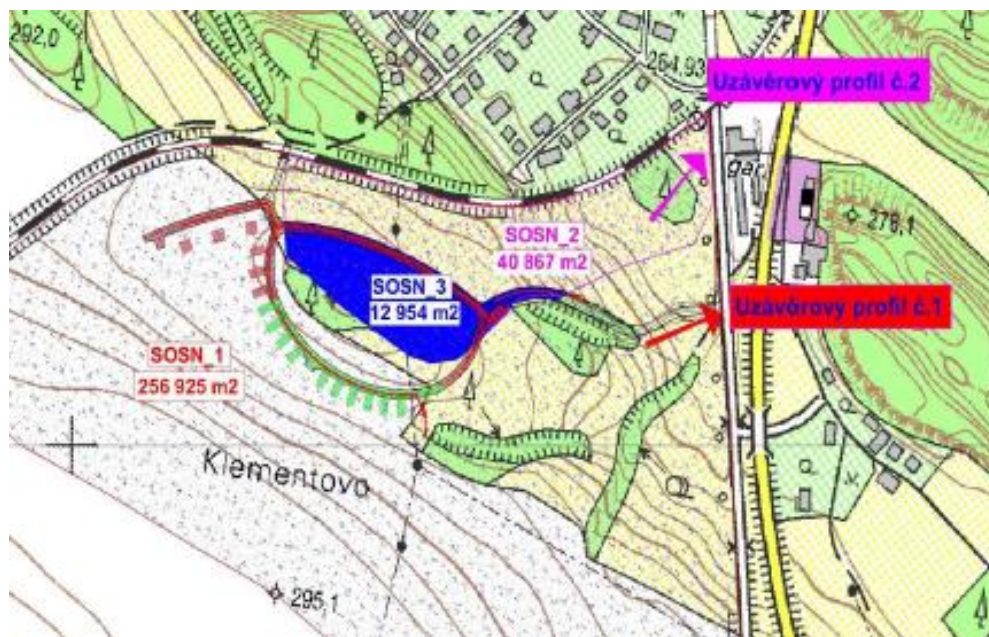 292,0
264.93
Uzávěrový profil č.2
gar.
276,1
SOSN_2
40 867 m2
SOSN_3
12 954 m2
Uzávěrový profil č.1
SOSN_1
256 925 m2
Klementovo
295,1